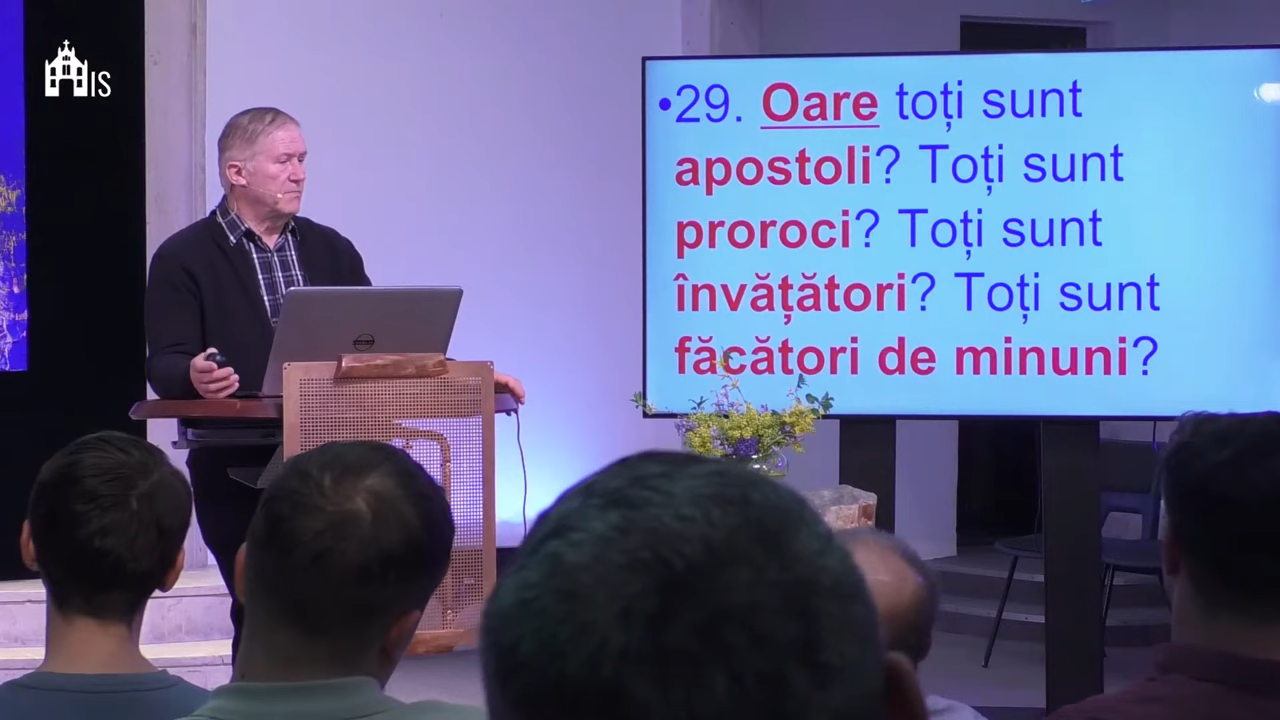 IS
•29. Oare toți sunt
apostoli? Toți sunt
proroci? Toți sunt
învățători? Toți sunt
făcători de minuni?